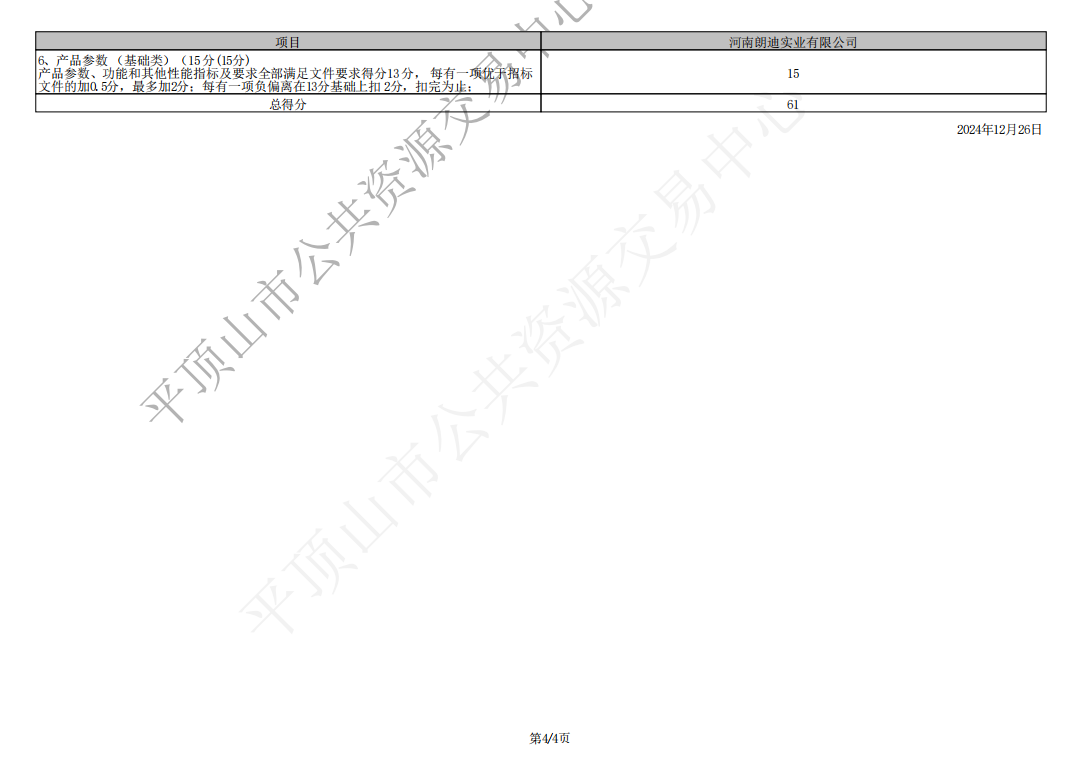 项目
河南朗迪实业有限公司
6、产品参数 （基础类）（15分(15分)
产品参数、功能和其他性能指标及要求全部满足文件要求得分13分， 每有一项优于招标
文件的加0.5分，最多加2分；每有一项负偏离在13分基础上扣 2分，扣完为止；
15
总得分
61
2024年12月26日
平顶山市公共资源交易中心
平顶山市公共资源交易中心
第4/4页